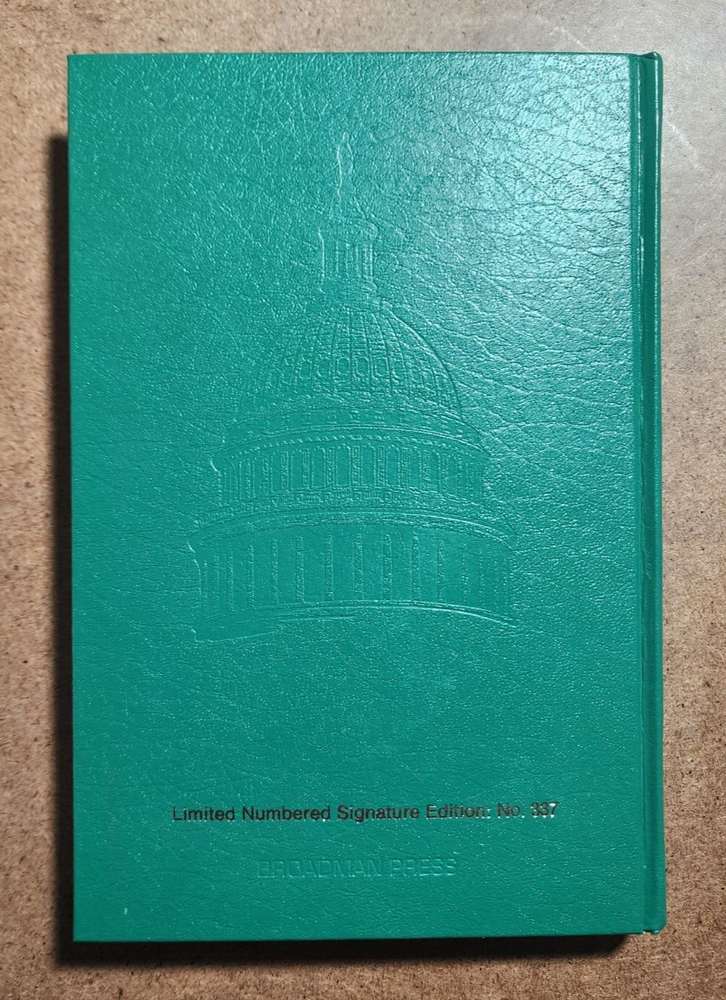 Limited Numbered Signature Edition: No. 337
BROADMAN PRESS